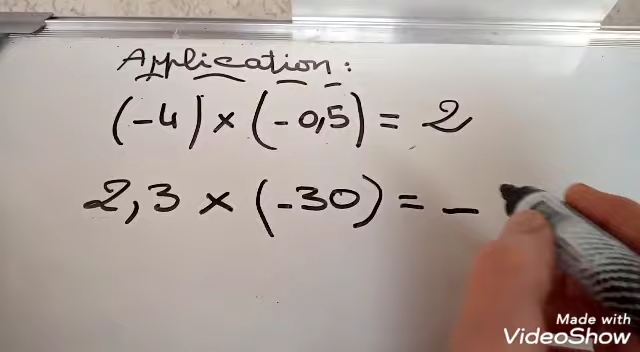 Application:
(-4) × (-0,5) = 2
2,3 × (-30) = -
Made with
VideoShow